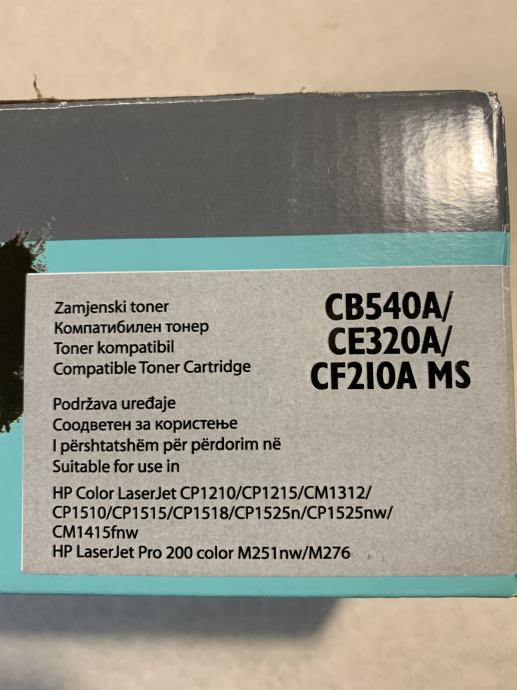 Zamjenski toner
Компатибилен тонер
Toner kompatibil
Compatible Toner Cartridge
CB540A/
CE320A/
CF210A MS
Podržava uređaje
Соодветен за користење
I përshtatshëm për përdorim në
Suitable for use in
HP Color LaserJet CP1210/CP1215/CM1312/
CP1510/CP1515/CP1518/CP1525n/CP1525nw/
CM1415fnw
HP LaserJet Pro 200 color M251nw/M276